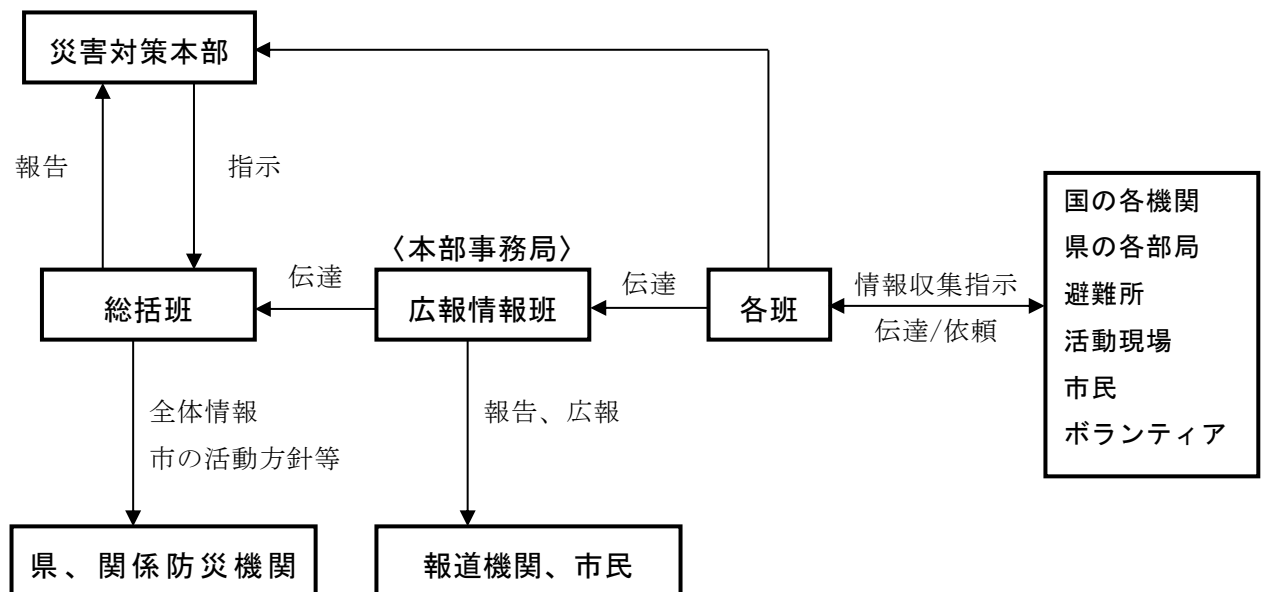 災害対策本部
報告
指示
〈本部事務局〉
総括班
伝達
広報情報班
伝達
各班
情報収集指示
伝達/依頼
国の各機関
県の各部局
避難所
活動現場
市民
ボランティア
全体情報
市の活動方針等
報告、広報
県、関係防災機関
報道機関、市民